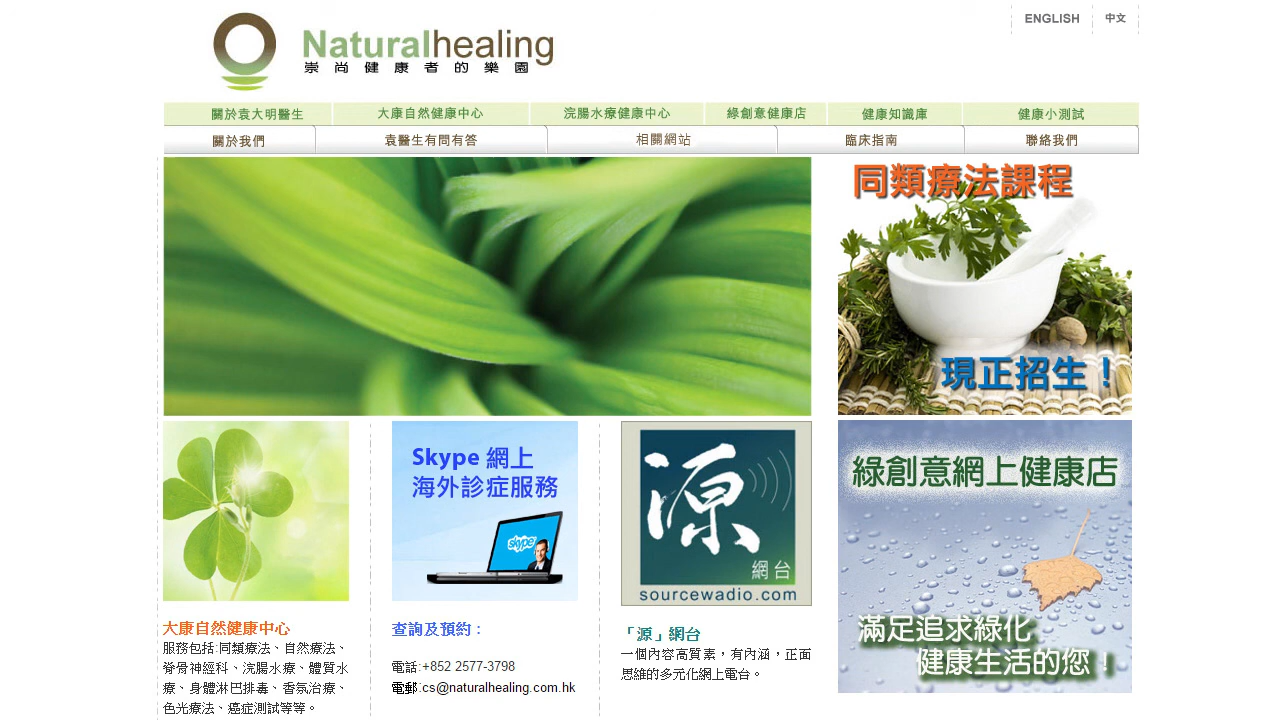 ENGLISH
中文
Naturalhealing
崇尚健康者的樂園
關於袁大明醫生
大康自然健康中心
浣腸水療健康中心
綠創意健康店
健康知識庫
健康小測試
關於我們
袁醫生有問有答
相關網站
臨床指南
聯絡我們
同類療法課程
現正招生！
Skype 網上
海外診症服務
skype
源
網台
sourcewadio.com
綠創意網上健康店
滿足追求綠化
健康生活的您！
大康自然健康中心
服務包括:同類療法、自然療法、
脊骨神經科、浣腸水療、體質水
療、身體淋巴排毒、香氛治療、
色光療法、癌症測試等等。
查詢及預約：
電話:+852 2577-3798
電郵:cs@naturalhealing.com.hk
「源」網台
一個內容高質素，有內涵，正面
思維的多元化網上電台。